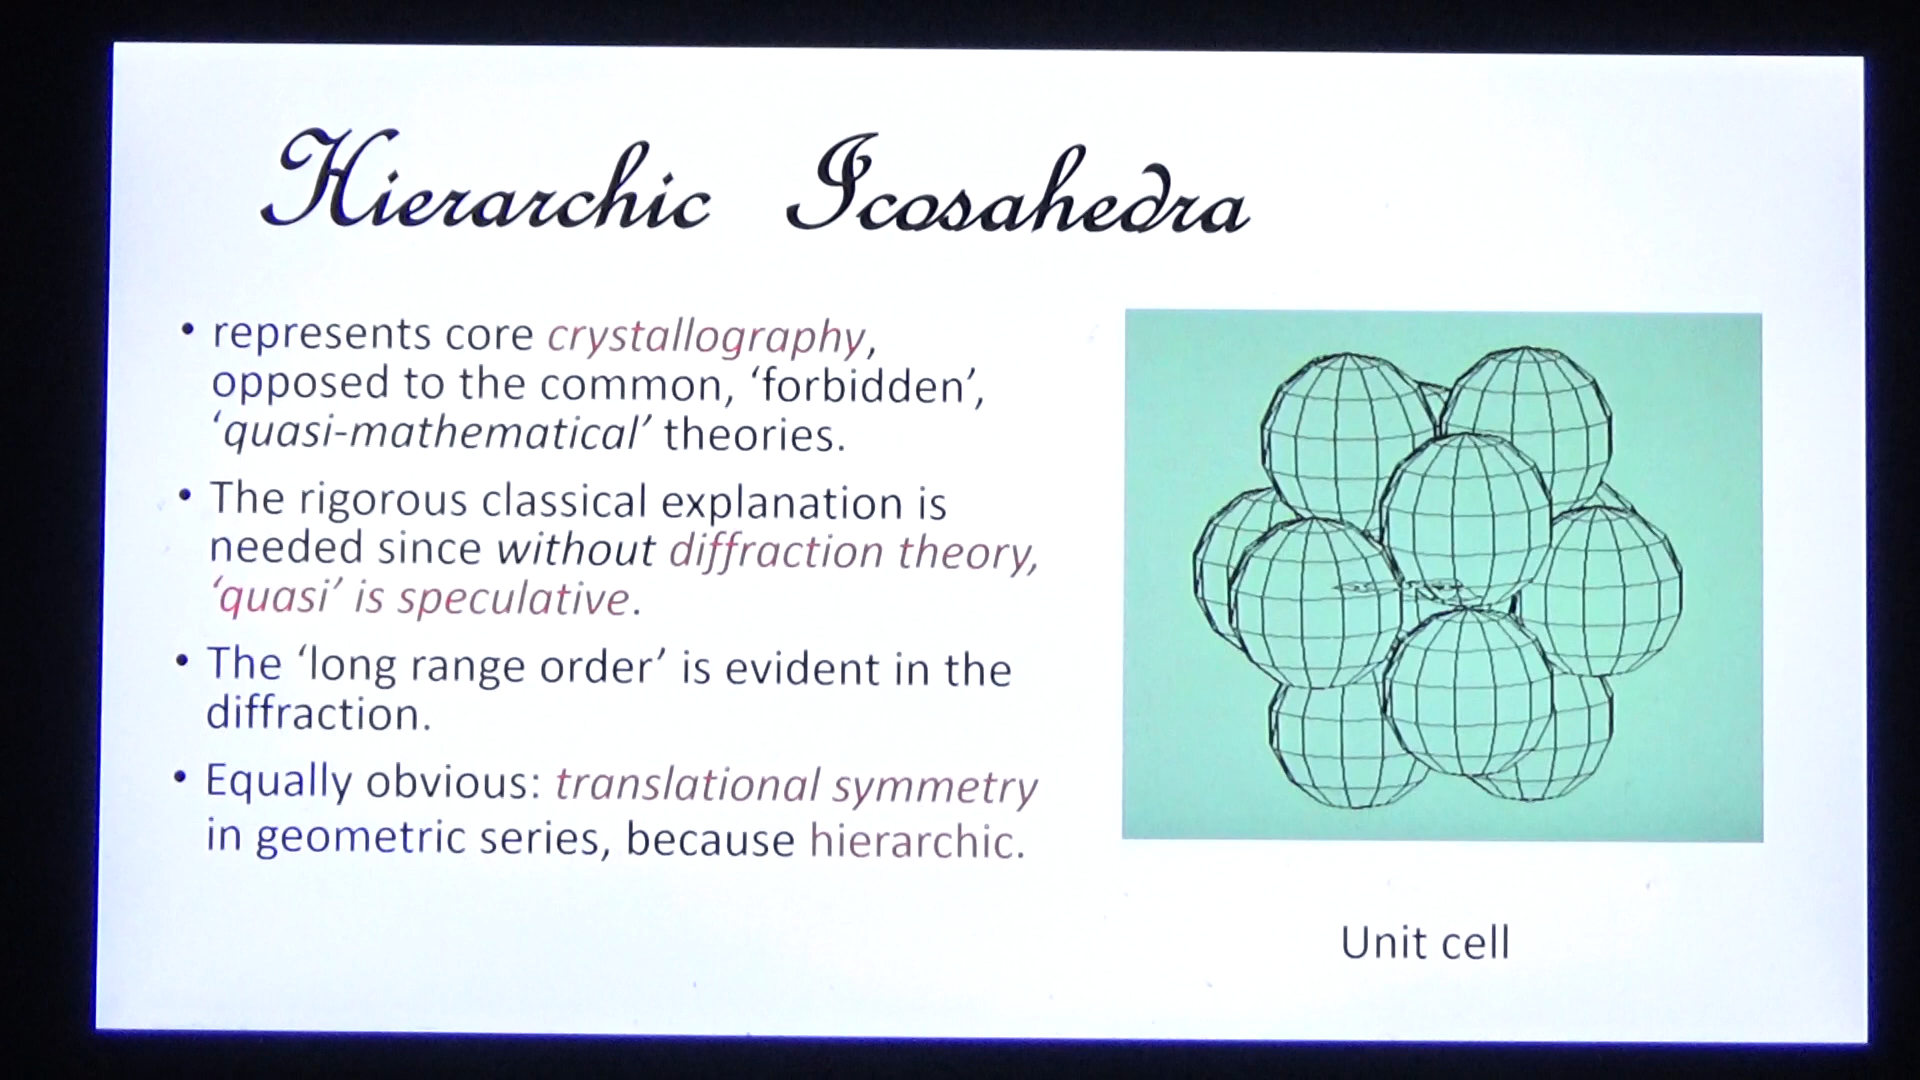 Hierarchic Icosahedra
• represents core crystallography,
opposed to the common, ‘forbidden’,
‘quasi-mathematical’ theories.
• The rigorous classical explanation is
needed since without diffraction theory,
‘quasi’ is speculative.
• The ‘long range order’ is evident in the
diffraction.
• Equally obvious: translational symmetry
in geometric series, because hierarchic.
Unit cell